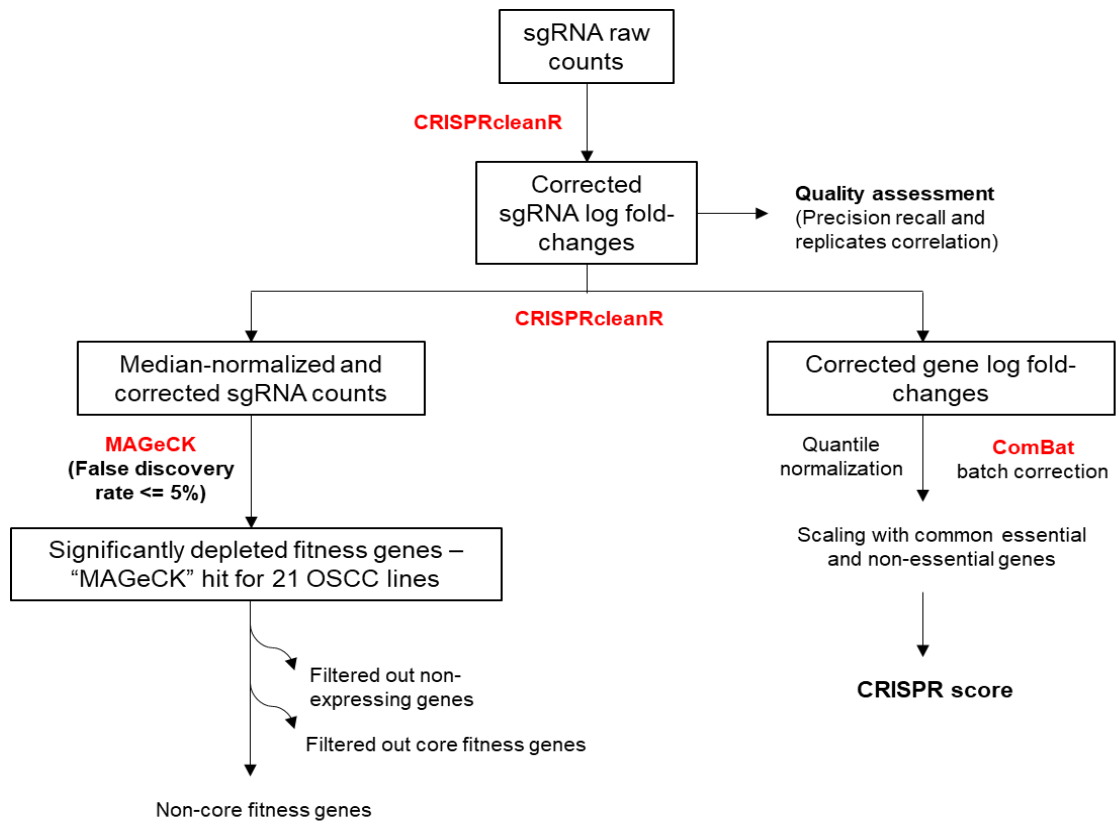 sgRNA raw
counts
CRISPRcleanR
Corrected
sgRNA log fold-
changes
Quality assessment
(Precision recall and
replicates correlation)
CRISPRcleanR
Median-normalized and
corrected sgRNA counts
Corrected gene log fold-
changes
MAGeCK
(False discovery
rate <= 5%)
Quantile
normalization
ComBat
batch correction
Significantly depleted fitness genes –
“MAGeCK” hit for 21 OSCC lines
Scaling with common essential
and non-essential genes
Filtered out non-
expressing genes
Filtered out core fitness genes
CRISPR score
Non-core fitness genes